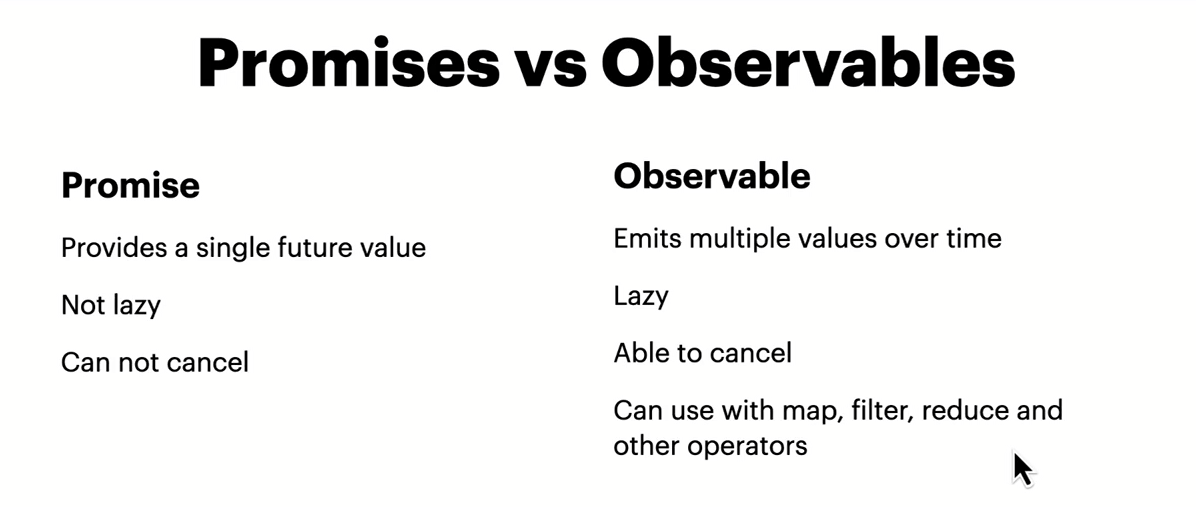 Promises vs Observables
Promise
Provides a single future value
Not lazy
Can not cancel
Observable
Emits multiple values over time
Lazy
Able to cancel
Can use with map, filter, reduce and
other operators